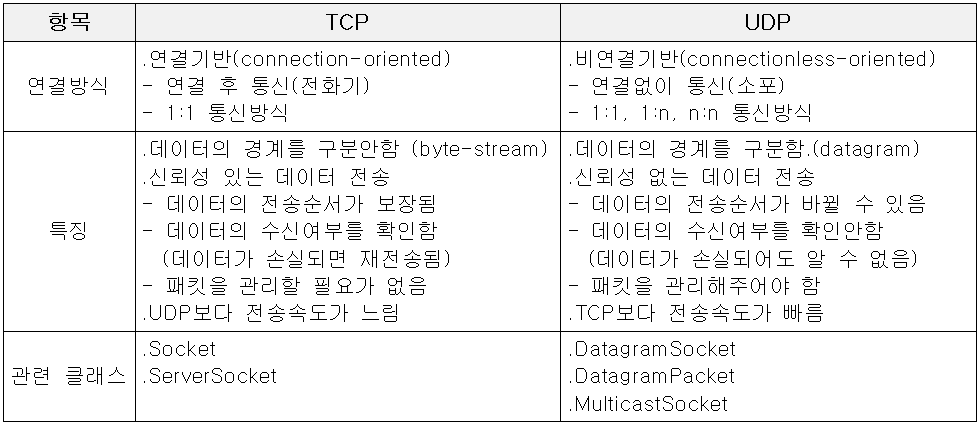 항목 TCP UDP
연결방식
.연결기반(connection-oriented)
- 연결 후 통신(전화기)
- 1:1 통신방식
.비연결기반(connectionless-oriented)
- 연결없이 통신(소포)
- 1:1, 1:n, n:n 통신방식
특징
.데이터의 경계를 구분안함 (byte-stream)
.신뢰성 있는 데이터 전송
- 데이터의 전송순서가 보장됨
- 데이터의 수신여부를 확인함
(데이터가 손실되면 재전송됨)
- 패킷을 관리할 필요가 없음
.UDP보다 전송속도가 느림
.데이터의 경계를 구분함.(datagram)
.신뢰성 없는 데이터 전송
- 데이터의 전송순서가 바뀔 수 있음
- 데이터의 수신여부를 확인안함
(데이터가 손실되어도 알 수 없음)
- 패킷을 관리해주어야 함
.TCP보다 전송속도가 빠름
관련 클래스
.Socket
.ServerSocket
.DatagramSocket
.DatagramPacket
.MulticastSocket